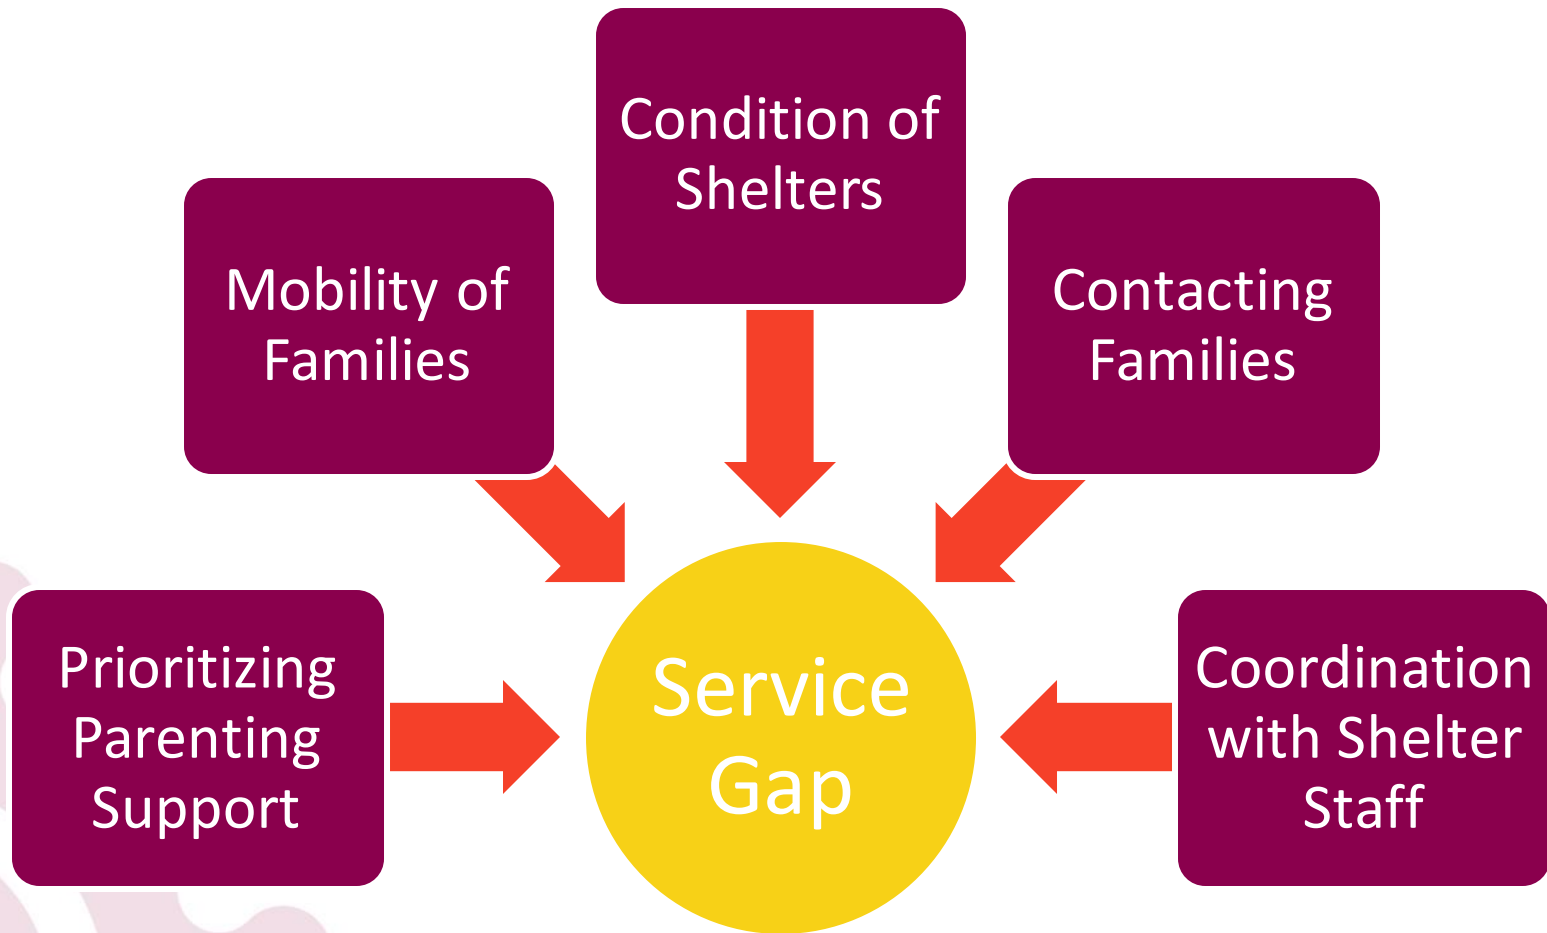 Condition of
Shelters
Mobility of
Families
Contacting
Families
Prioritizing
Parenting
Support
Service
Gap
Coordination
with Shelter
Staff